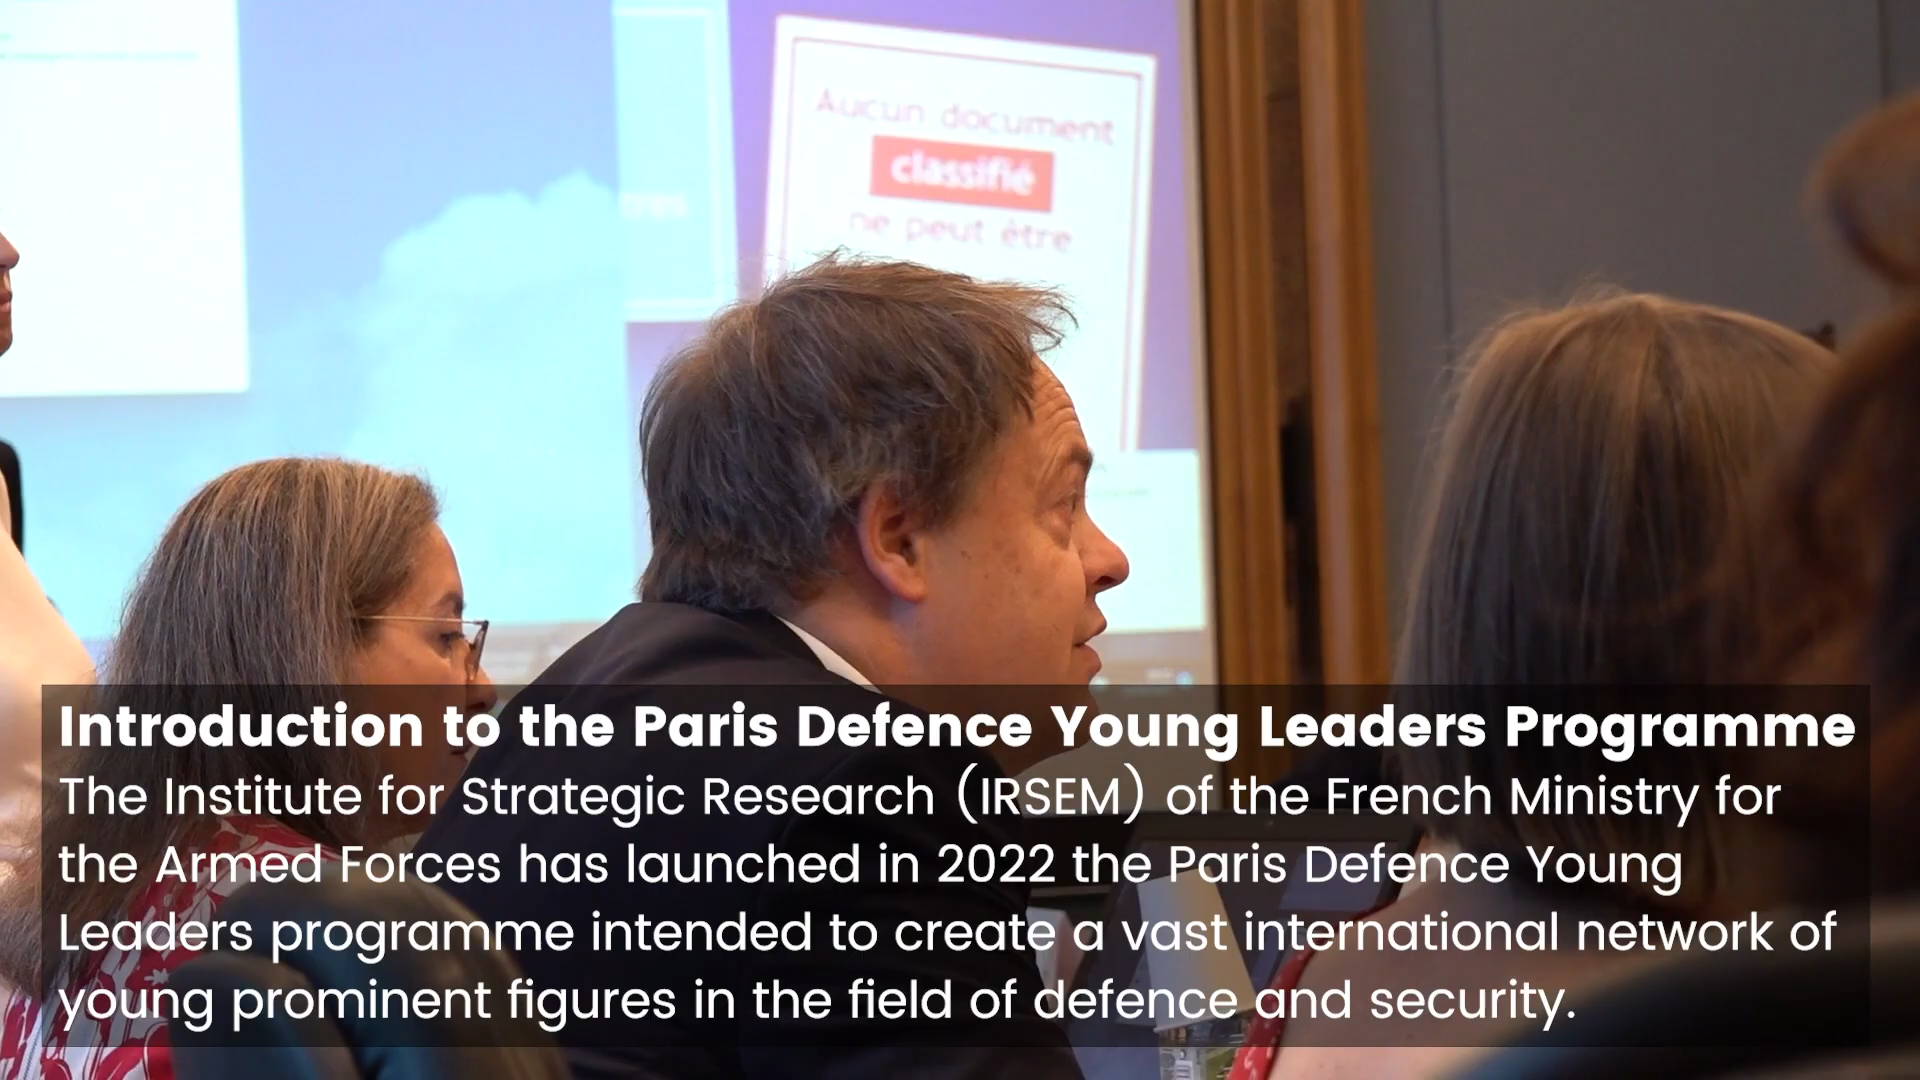 Aucun document
classifié
ne peut être
Introduction to the Paris Defence Young Leaders Programme
The Institute for Strategic Research (IRSEM) of the French Ministry for
the Armed Forces has launched in 2022 the Paris Defence Young
Leaders programme intended to create a vast international network of
young prominent figures in the field of defence and security.